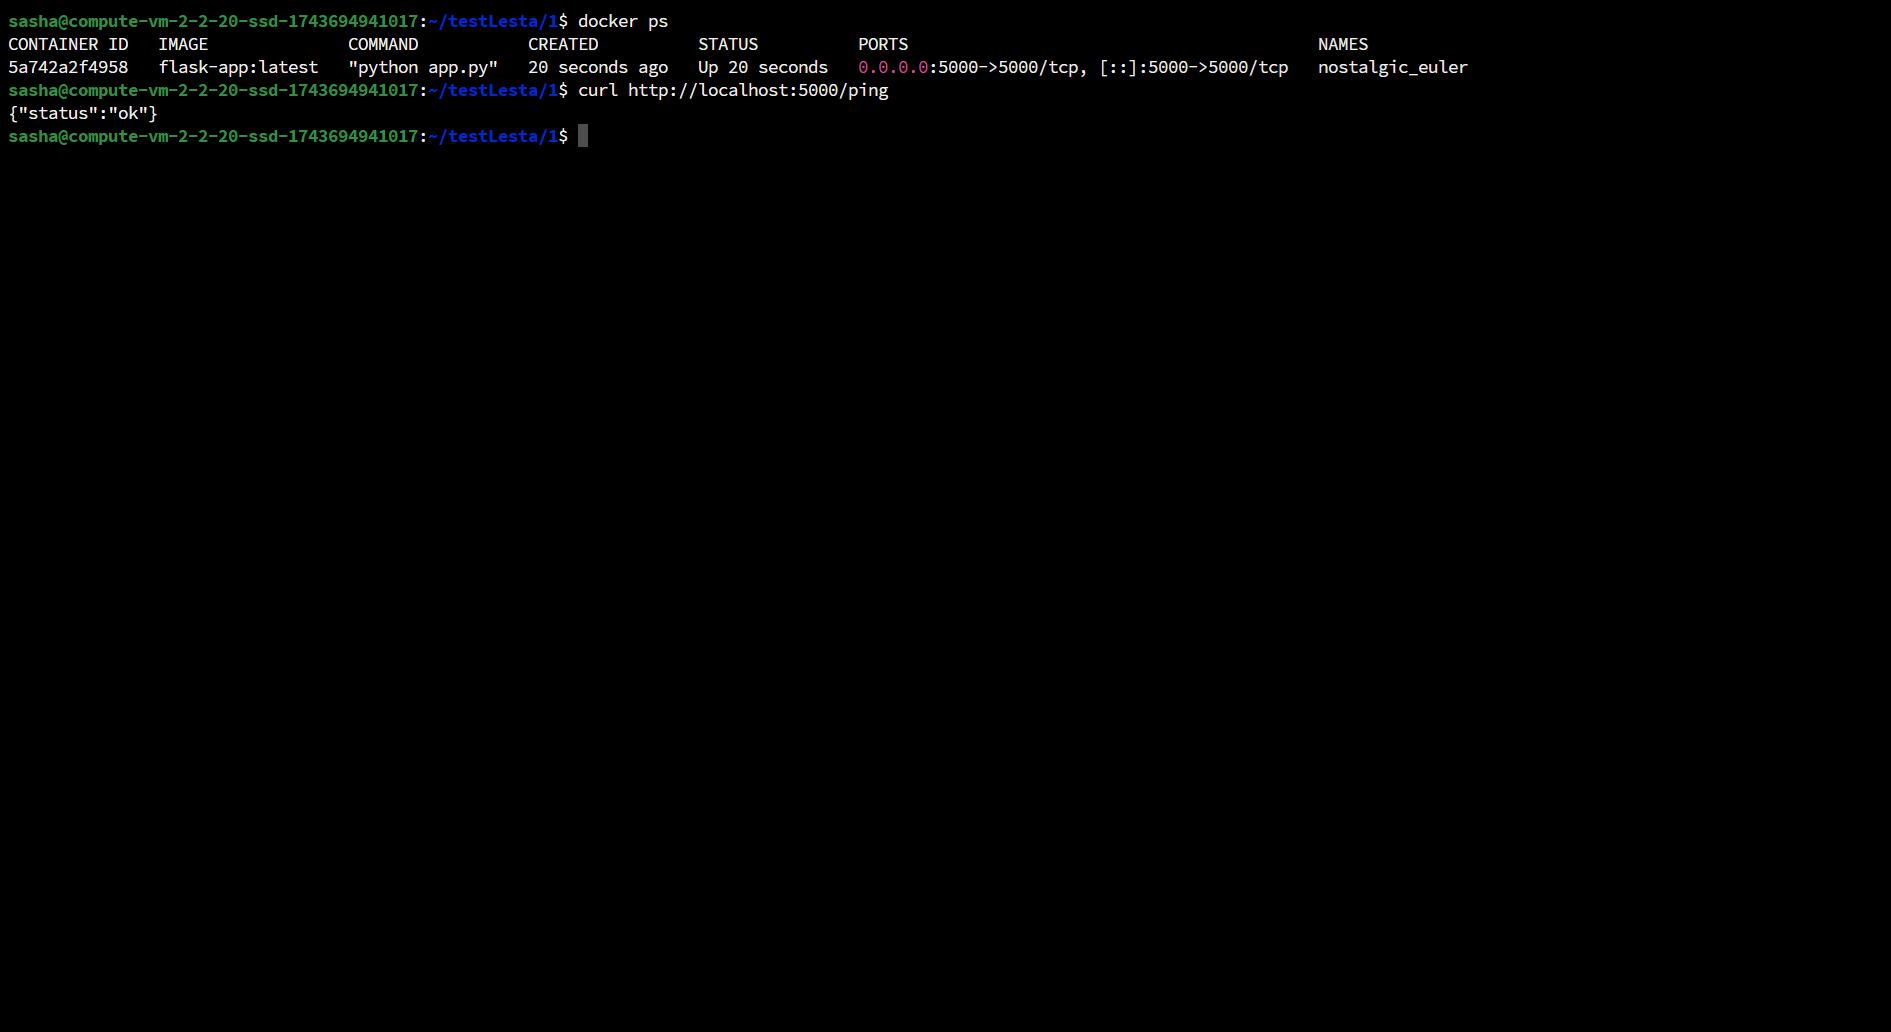 sasha@compute-vm-2-2-20-ssd-1743694941017:~/testLesta/1$ docker ps
CONTAINER ID   IMAGE              COMMAND           CREATED          STATUS          PORTS                                         NAMES
5a742a2f4958   flask-app:latest   "python app.py"   20 seconds ago   Up 20 seconds   0.0.0.0:5000->5000/tcp, [::]:5000->5000/tcp   nostalgic_euler
sasha@compute-vm-2-2-20-ssd-1743694941017:~/testLesta/1$ curl http://localhost:5000/ping
{"status":"ok"}
sasha@compute-vm-2-2-20-ssd-1743694941017:~/testLesta/1$